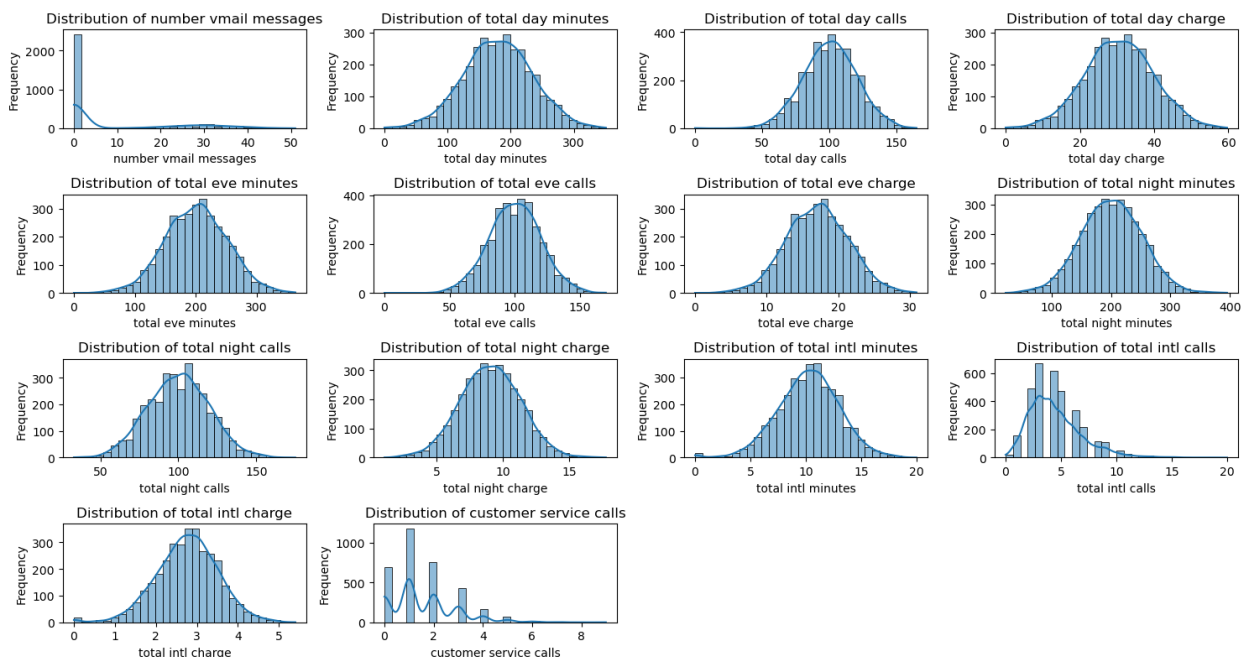 Distribution of number vmail messages
Frequency
2000
1000
0
0 10 20 30 40 50
number vmail messages
Distribution of total day minutes
Frequency
300
200
100
0
0 100 200 300
total day minutes
Distribution of total day calls
Frequency
400
200
0
0 50 100 150
total day calls
Distribution of total day charge
Frequency
300
200
100
0
0 20 40 60
total day charge
Distribution of total eve minutes
Frequency
300
200
100
0
0 100 200 300
total eve minutes
Distribution of total eve calls
Frequency
400
200
0
0 50 100 150
total eve calls
Distribution of total eve charge
Frequency
300
200
100
0
0 10 20 30
total eve charge
Distribution of total night minutes
Frequency
300
200
100
0
100 200 300 400
total night minutes
Distribution of total night calls
Frequency
300
200
100
0
50 100 150
total night calls
Distribution of total night charge
Frequency
300
200
100
0
5 10 15
total night charge
Distribution of total intl minutes
Frequency
300
200
100
0
0 5 10 15 20
total intl minutes
Distribution of total intl calls
Frequency
600
400
200
0
0 5 10 15 20
total intl calls
Distribution of total intl charge
Frequency
300
200
100
0
0 1 2 3 4 5
total intl charge
Distribution of customer service calls
Frequency
1000
500
0
0 2 4 6 8
customer service calls